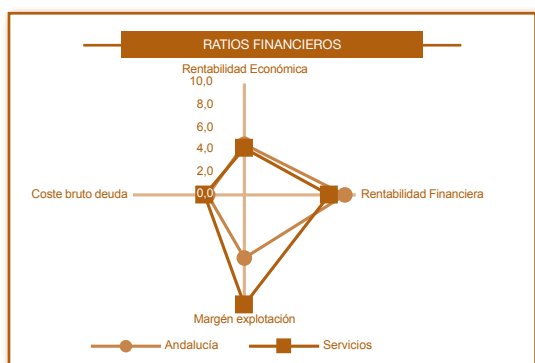 RATIOS FINANCIEROS
Rentabilidad Económica
10,0
8,0
6,0
4,0
2,0
0,0
Coste bruto deuda
Rentabilidad Financiera
Margén explotación
Andalucía
Servicios